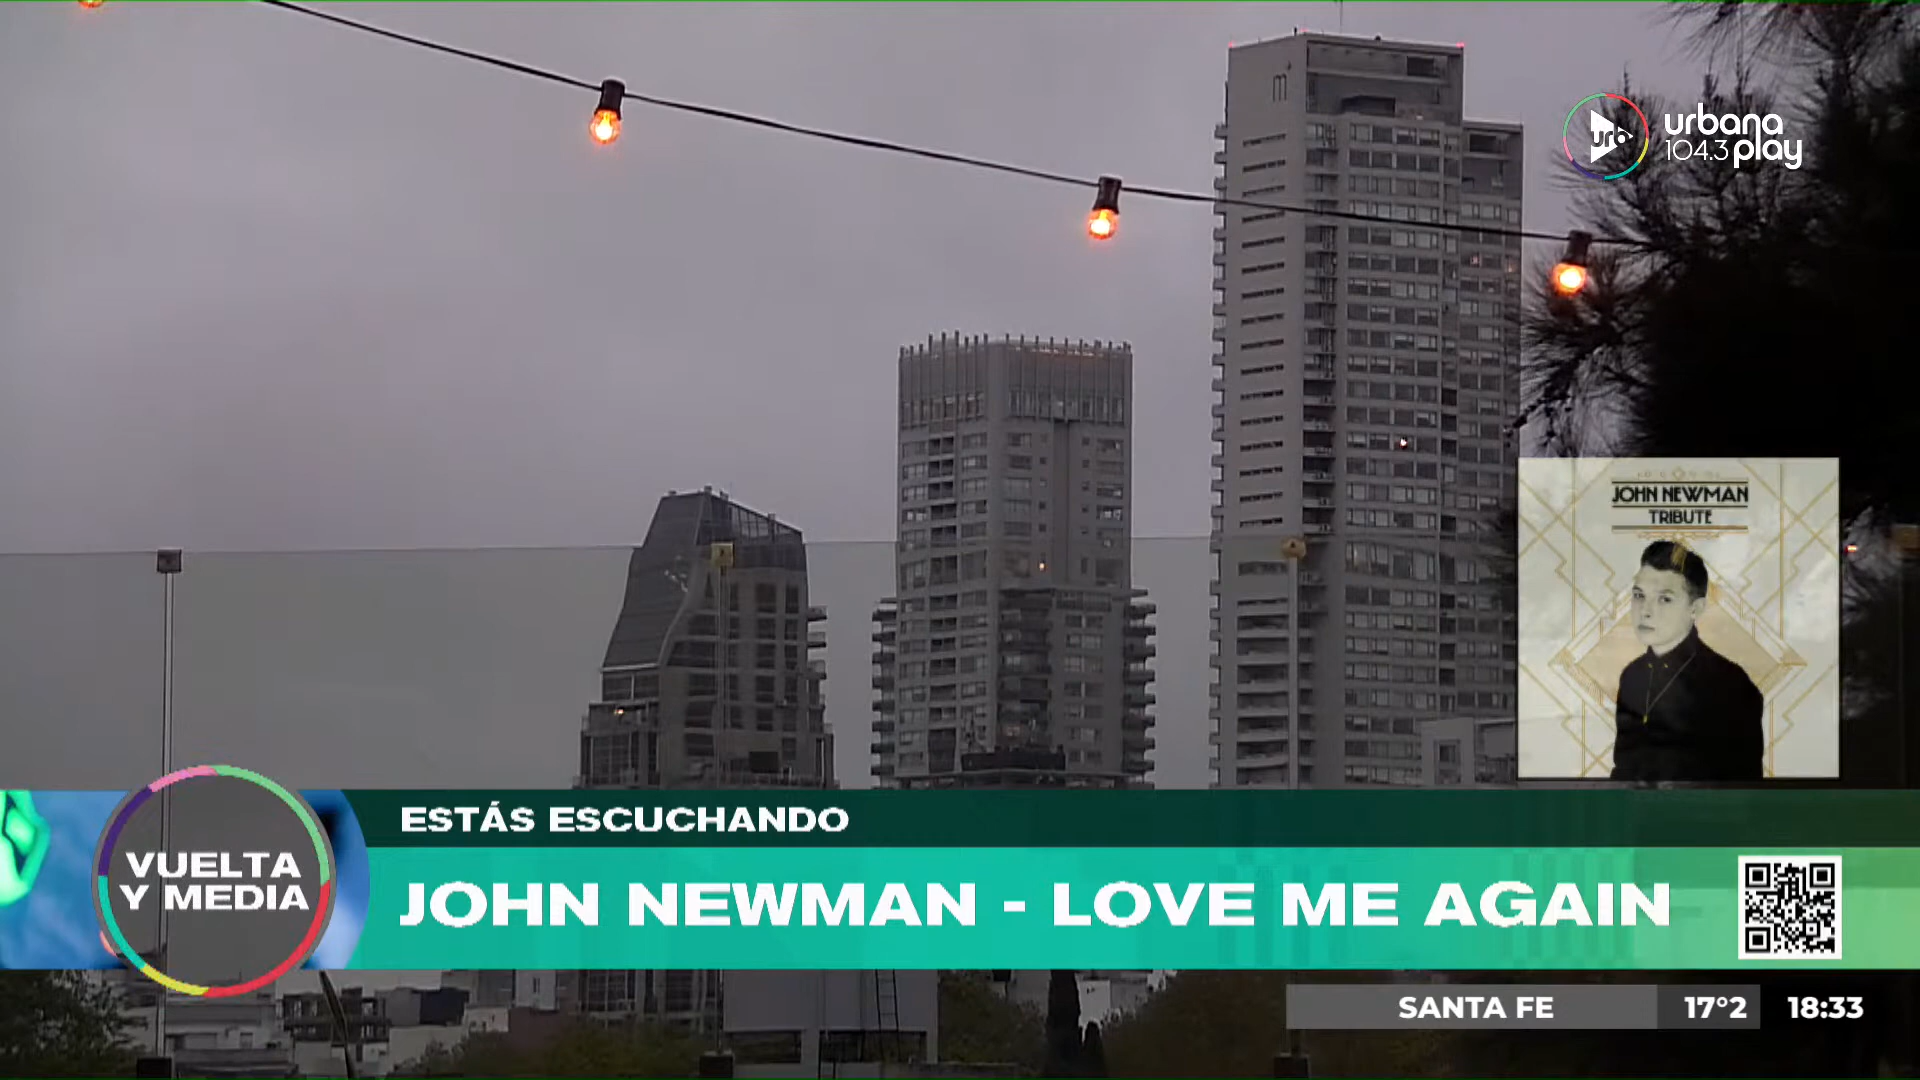 m
urb
urbana
104.3 play
JOHN NEWMAN
TRIBUTE
ESTÁS ESCUCHANDO
VUELTA
Y MEDIA
JOHN NEWMAN - LOVE ME AGAIN
SANTA FE 17°2 18:33